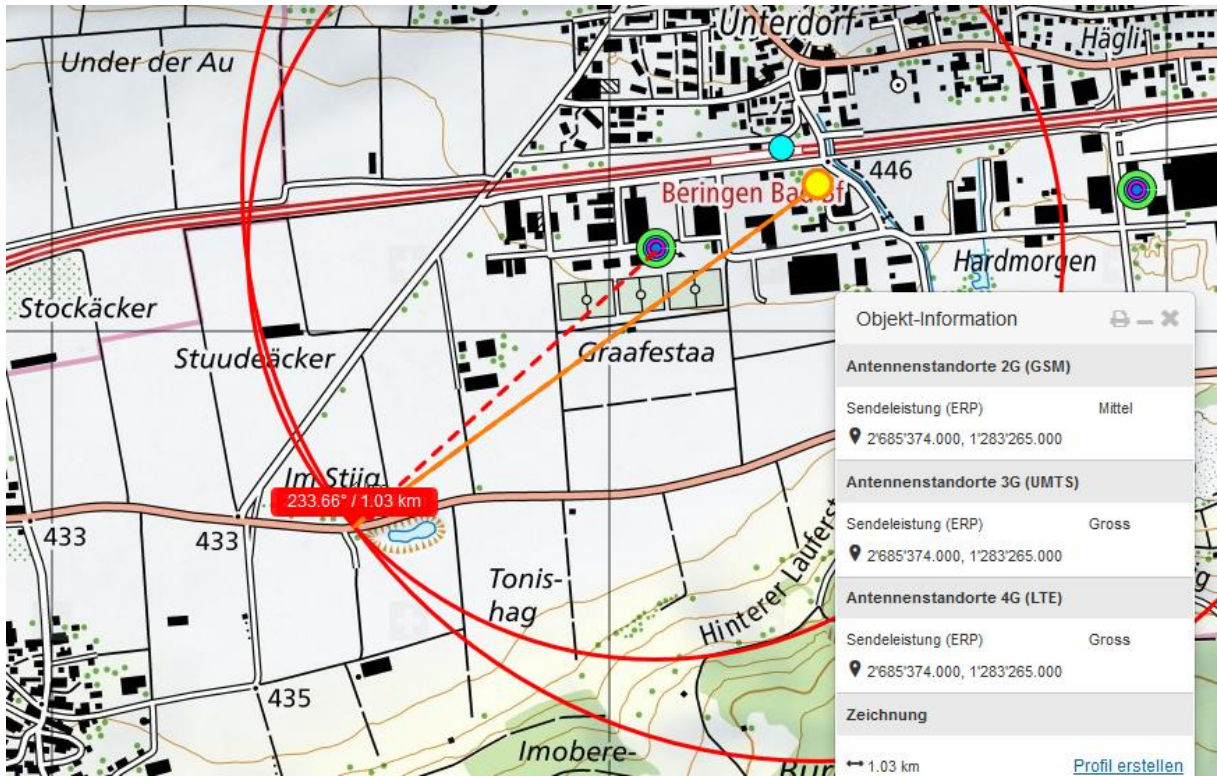 Unterdorf
Hägli
Under der Au
446
Beringen Bad Bf
Hardmorgen
Stockäcker
Stuudeäcker
Graafestaa
Im Stiig
233.66° / 1.03 km
433
433
Tonis-
hag
Hinterer Laufers
435
Imobere-
Objekt-Information
Antennenstandorte 2G (GSM)
Sendeleistung (ERP) Mittel
2'685'374.000, 1'283'265.000
Antennenstandorte 3G (UMTS)
Sendeleistung (ERP) Gross
2'685'374.000, 1'283'265.000
Antennenstandorte 4G (LTE)
Sendeleistung (ERP) Gross
2'685'374.000, 1'283'265.000
Zeichnung
1.03 km Profil erstellen